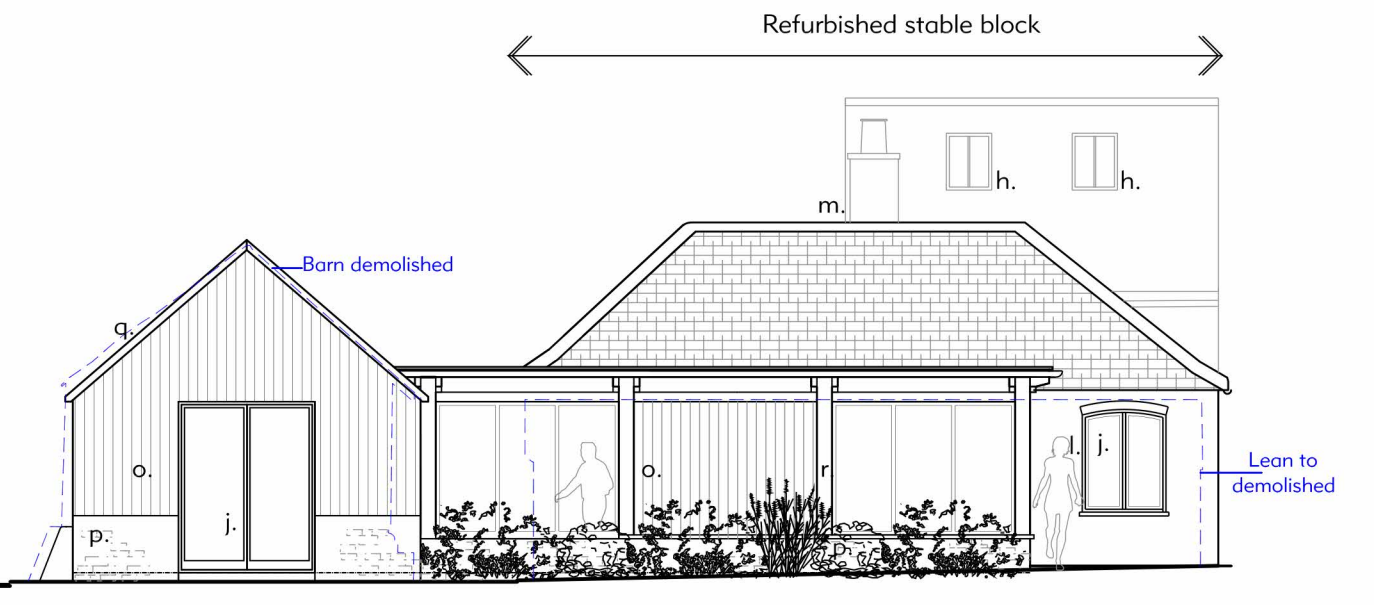 Refurbished stable block
h.
h.
m.
Barn demolished
q.
l.
j.
o.
o.
r.
Lean to
demolished
j.
p.
p.